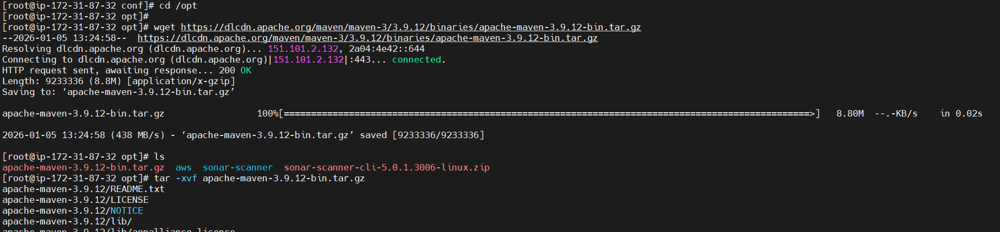 [root@ip-172-31-87-32 conf]# cd /opt
[root@ip-172-31-87-32 opt]#
[root@ip-172-31-87-32 opt]# wget https://dlcdn.apache.org/maven/maven-3/3.9.12/binaries/apache-maven-3.9.12-bin.tar.gz
--2026-01-05 13:24:58--  https://dlcdn.apache.org/maven/maven-3/3.9.12/binaries/apache-maven-3.9.12-bin.tar.gz
Resolving dlcdn.apache.org (dlcdn.apache.org)... 151.101.2.132, 2a04:4e42::644
Connecting to dlcdn.apache.org (dlcdn.apache.org)|151.101.2.132|:443... connected.
HTTP request sent, awaiting response... 200 OK
Length: 9233336 (8.8M) [application/x-gzip]
Saving to: ‘apache-maven-3.9.12-bin.tar.gz’
apache-maven-3.9.12-bin.tar.gz                 100%[=================================================================================================>]   8.80M  --.-KB/s    in 0.02s
2026-01-05 13:24:58 (438 MB/s) - ‘apache-maven-3.9.12-bin.tar.gz’ saved [9233336/9233336]
[root@ip-172-31-87-32 opt]# ls
apache-maven-3.9.12-bin.tar.gz  aws  sonar-scanner  sonar-scanner-cli-5.0.1.3006-linux.zip
[root@ip-172-31-87-32 opt]# tar -xvf apache-maven-3.9.12-bin.tar.gz
apache-maven-3.9.12/README.txt
apache-maven-3.9.12/LICENSE
apache-maven-3.9.12/NOTICE
apache-maven-3.9.12/lib/
apache-maven-3.9.12/lib/aopalliance.license